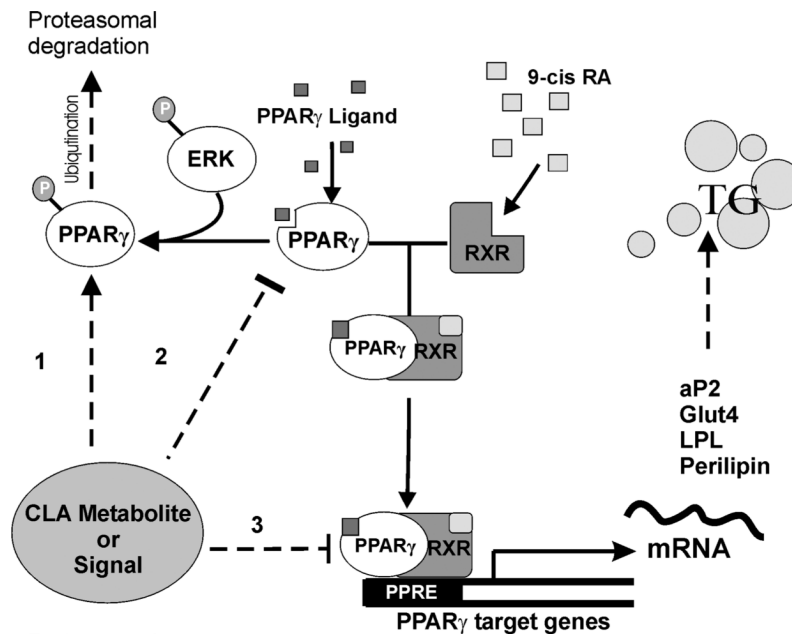 Proteasomal
degradation
Ubiqutination
P
ERK
P
PPARγ
PPARγ Ligand
9-cis RA
PPARγ
RXR
TG
PPARγ
RXR
1
2
aP2
Glut4
LPL
Perilipin
CLA Metabolite
or
Signal
3
PPARγ
RXR
mRNA
PPRE
PPARγ target genes